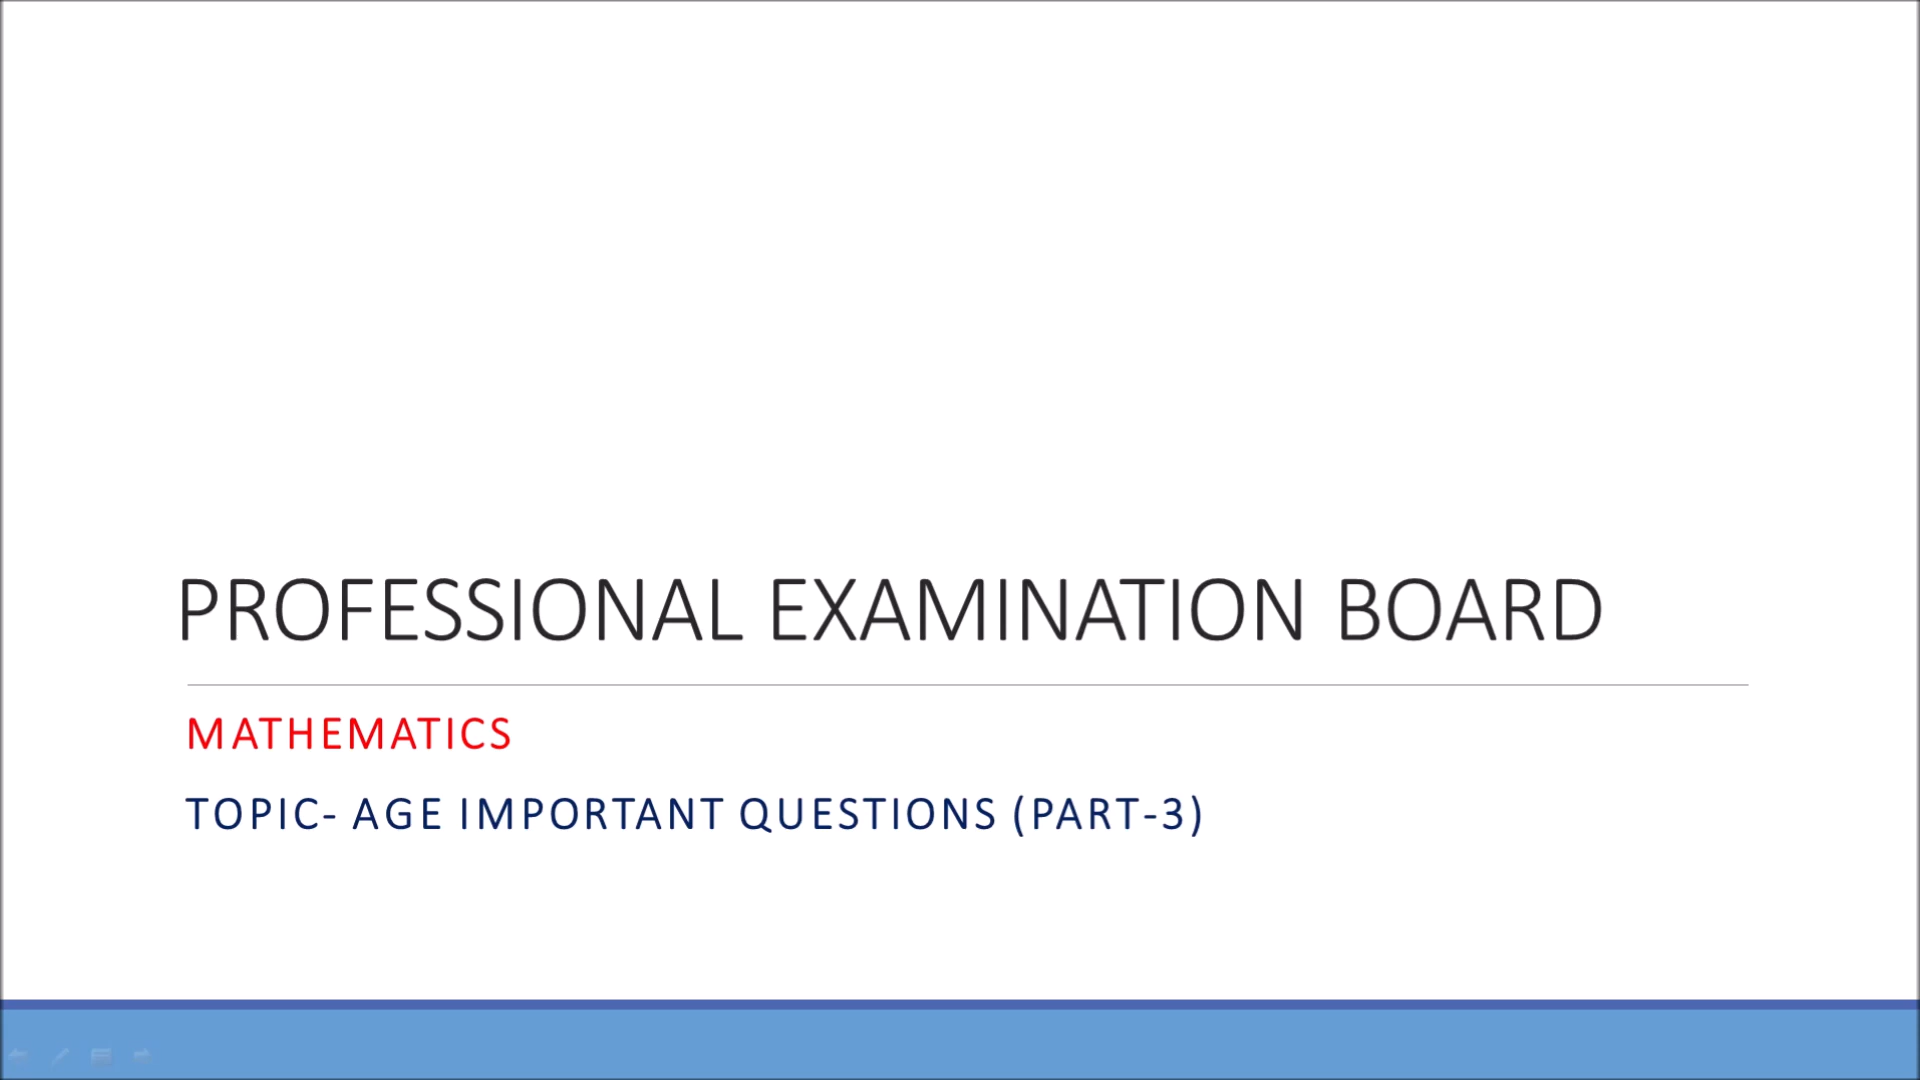 PROFESSIONAL EXAMINATION BOARD
MATHEMATICS
TOPIC- AGE IMPORTANT QUESTIONS (PART-3)